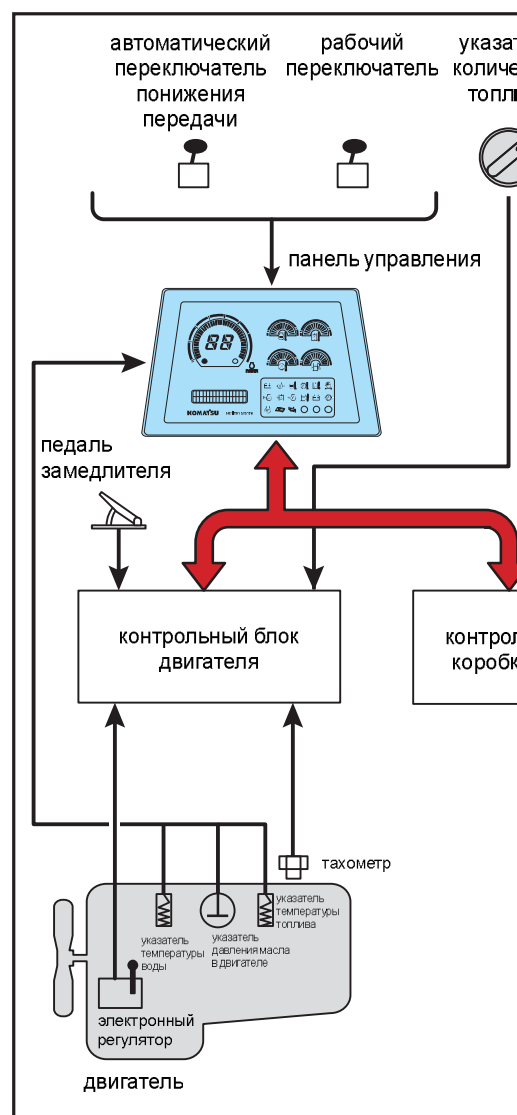 автоматический
переключатель
понижения
передачи
рабочий
переключатель
топли
панель управления
KOMATSU
педаль
замедлителя
контрольный блок
двигателя
тахометр
указатель
температуры
топлива
указатель
давления масла
в двигателе
указатель
температуры
воды
электронный
регулятор
двигатель